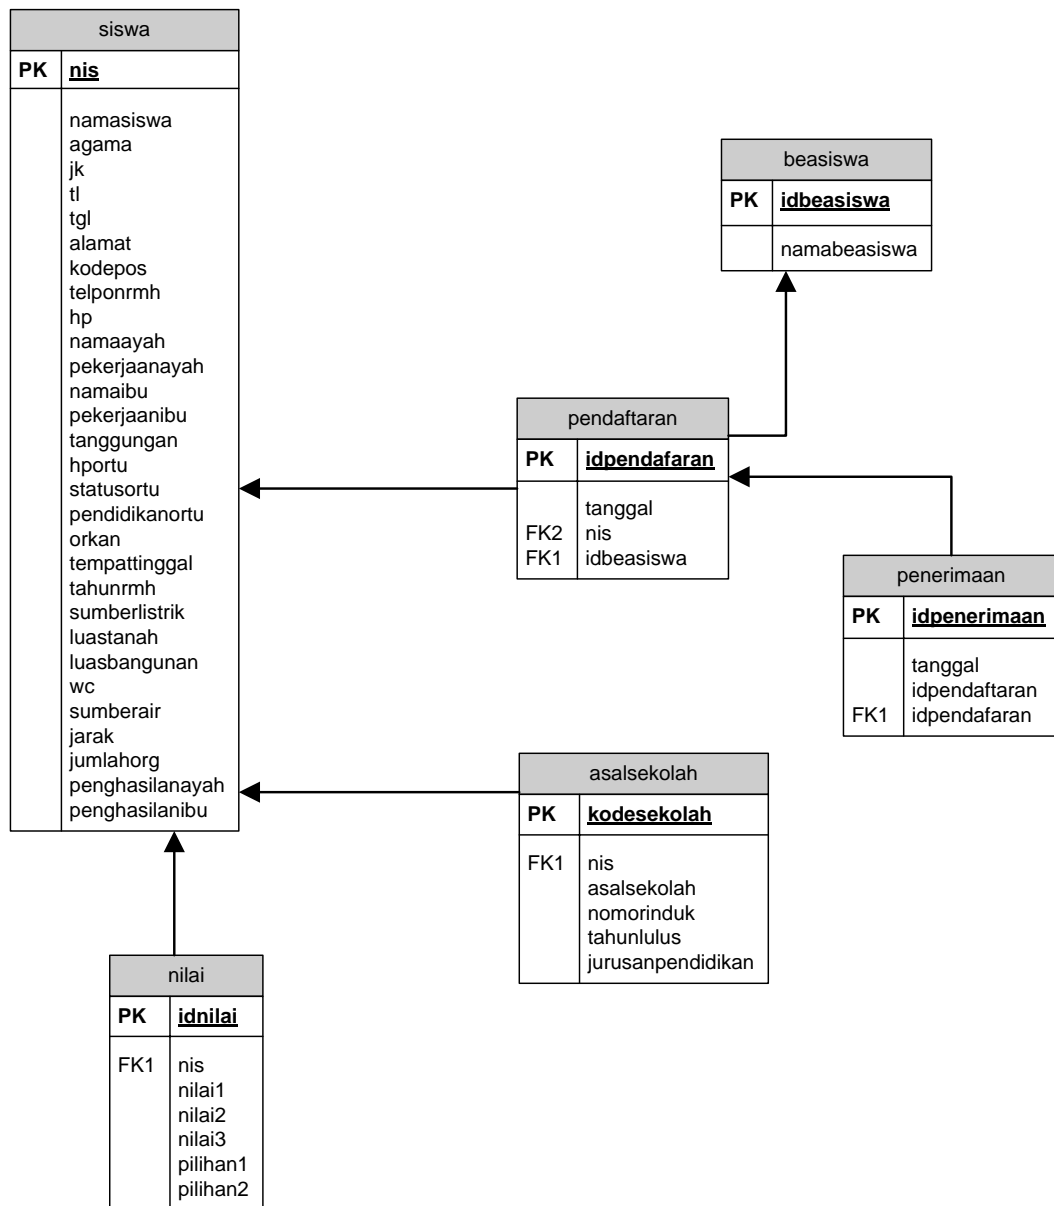 siswa
PK nis
namasiswa
agama
jk
tl
tgl
alamat
kodepos
telponrmh
hp
namaayah
pekerjaanayah
namaibu
pekerjaanibu
tanggungan
hportu
statusortu
pendidikanortu
orkan
tempattinggal
tahunrmh
sumberlistrik
luastanah
luasbangunan
wc
sumberair
jarak
jumlahorg
penghasilanayah
penghasilanibu
beasiswa
PK idbeasiswa
namabeasiswa
pendaftaran
PK idpendafaran
tanggal
FK2 nis
FK1 idbeasiswa
penerimaan
PK idpenerimaan
tanggal
idpendaftaran
FK1 idpendafaran
asalsekolah
PK kodesekolah
FK1 nis
asalsekolah
nomorinduk
tahunlulus
jurusanpendidikan
nilai
PK idnilai
FK1 nis
nilai1
nilai2
nilai3
pilihan1
pilihan2